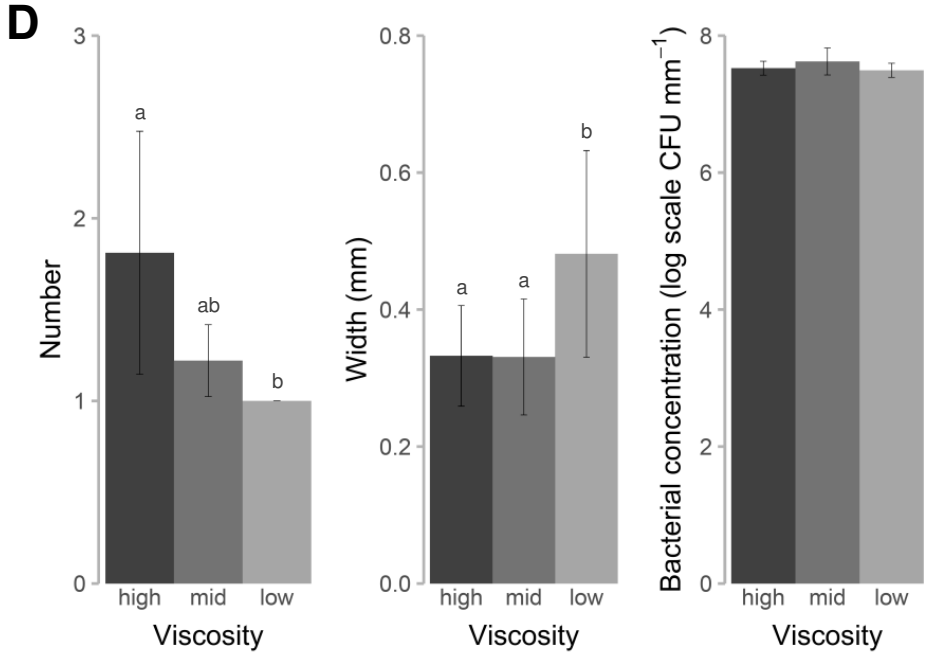 D
Number
3
2
1
0
a
ab
b
high mid low
Viscosity
Width (mm)
0.8
0.6
0.4
0.2
0.0
a
a
b
high mid low
Viscosity
Bacterial concentration (log scale CFU mm⁻¹)
8
6
4
2
0
high mid low
Viscosity